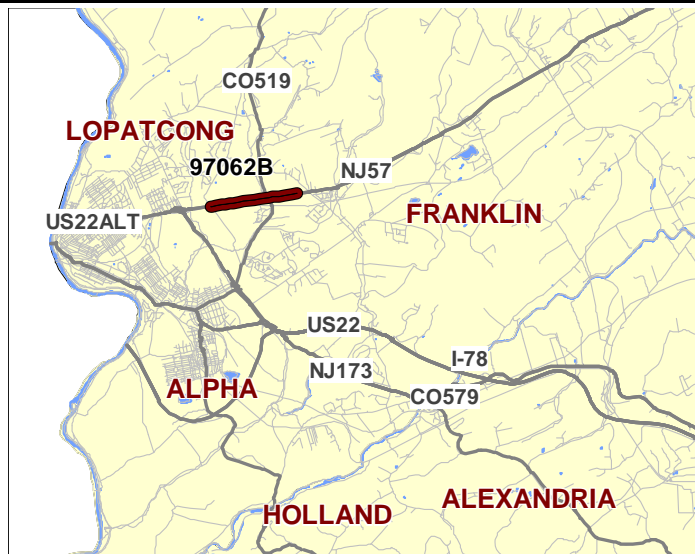 CO519
LOPATCONG
97062B
NJ57
US22ALT
FRANKLIN
US22
I-78
NJ173
ALPHA
CO579
HOLLAND
ALEXANDRIA